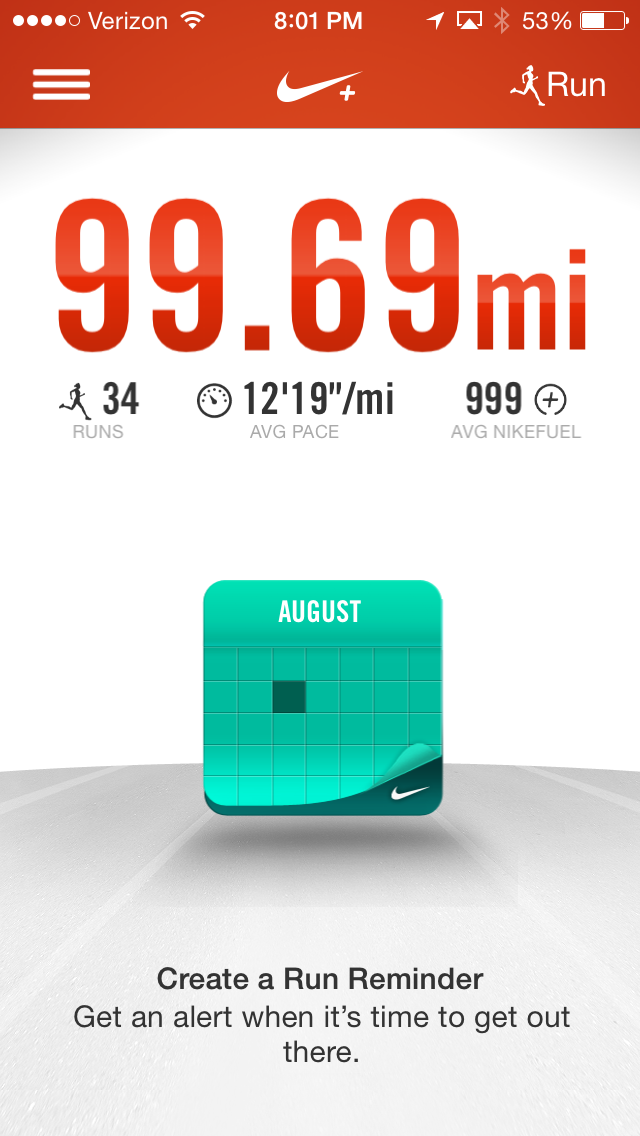 Verizon 8:01 PM 53%
Run
99.69mi
34 12'19"/mi 999
RUNS AVG PACE AVG NIKEFUEL
AUGUST
Create a Run Reminder
Get an alert when it’s time to get out
there.